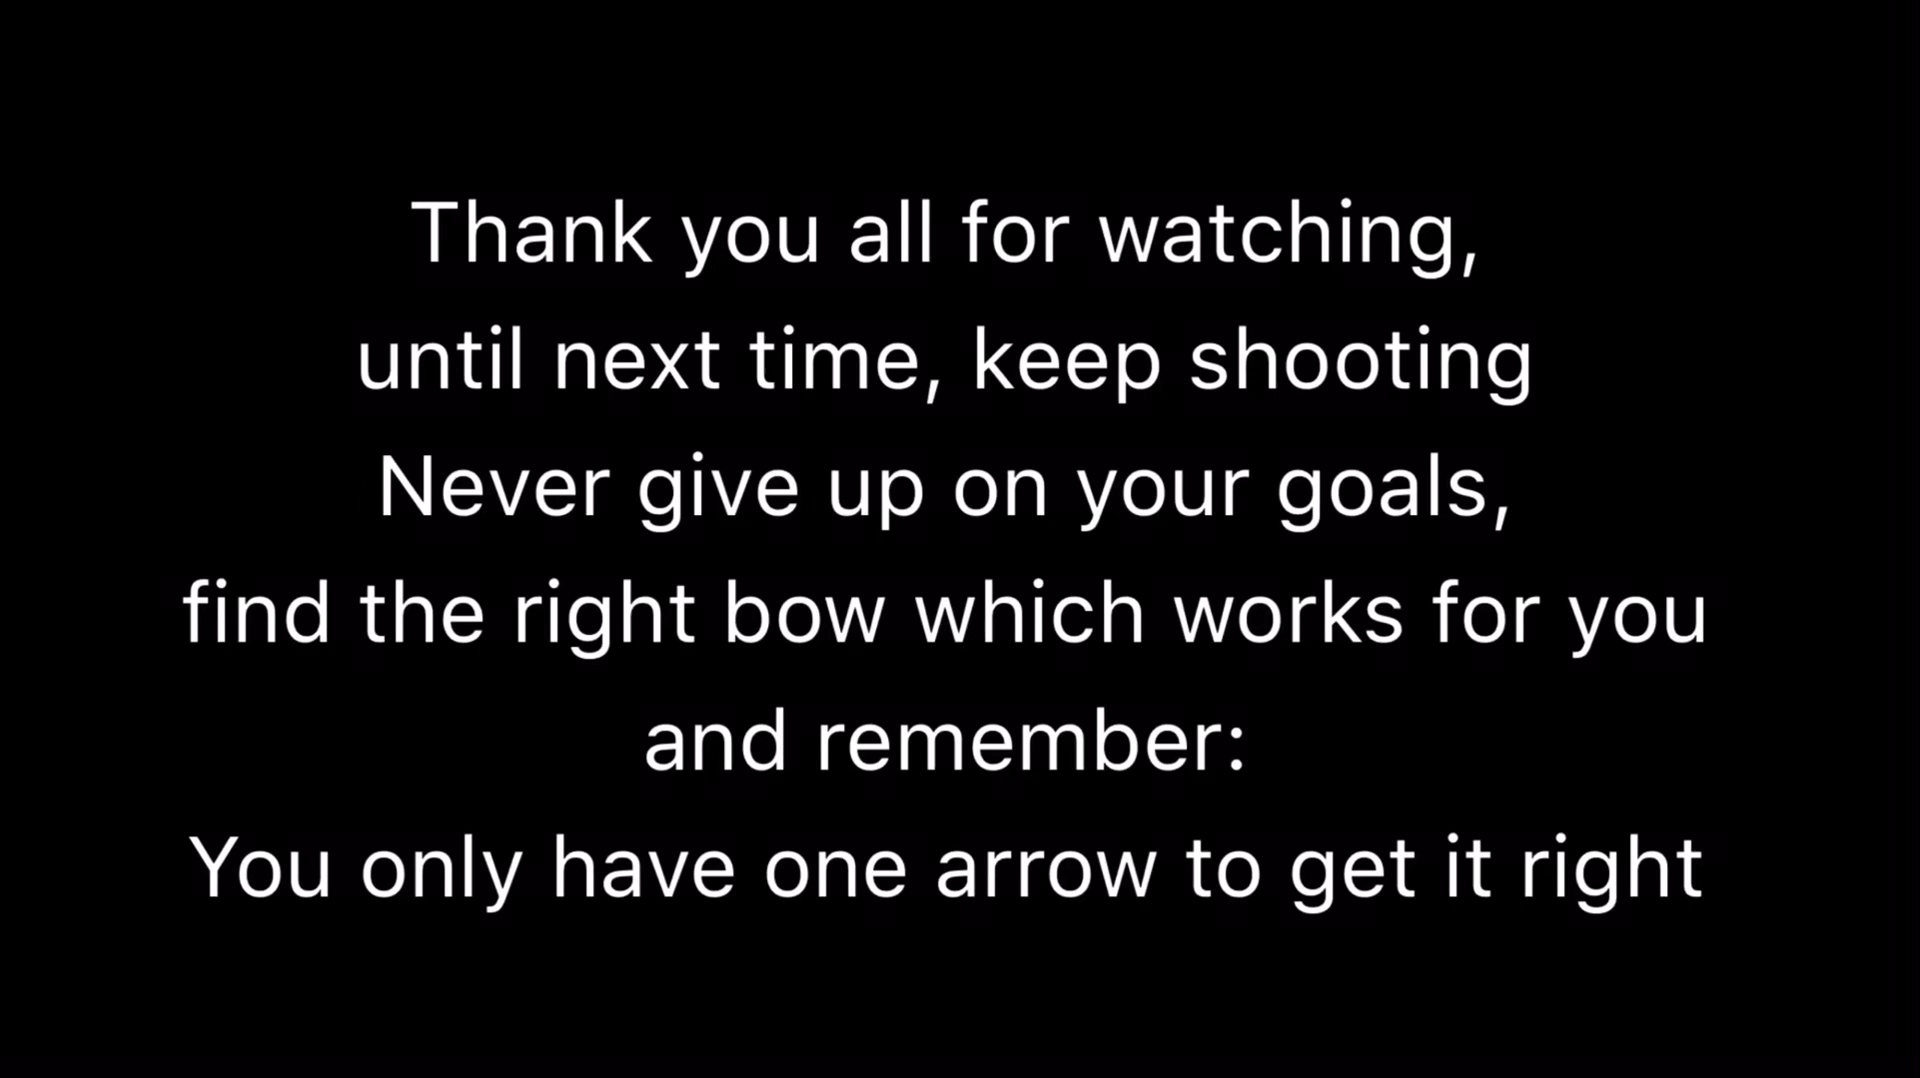 Thank you all for watching,
until next time, keep shooting
Never give up on your goals,
find the right bow which works for you
and remember:
You only have one arrow to get it right